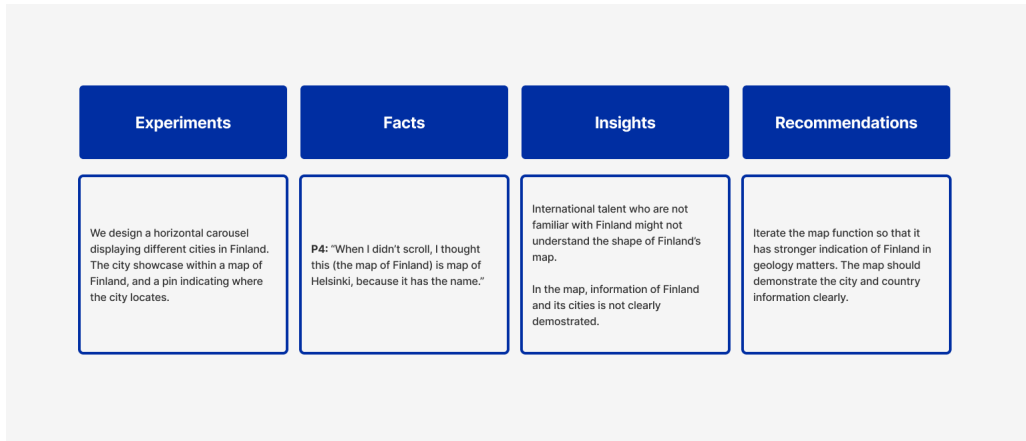 Experiments
Facts
Insights
Recommendations
We design a horizontal carousel
displaying different cities in Finland.
The city showcase within a map of
Finland, and a pin indicating where
the city locates.
P4: “When I didn’t scroll, I thought
this (the map of Finland) is map of
Helsinki, because it has the name.”
International talent who are not
familiar with Finland might not
understand the shape of Finland’s
map.
In the map, information of Finland
and its cities is not clearly
demostrated.
Iterate the map function so that it
has stronger indication of Finland in
geology matters. The map should
demonstrate the city and country
information clearly.